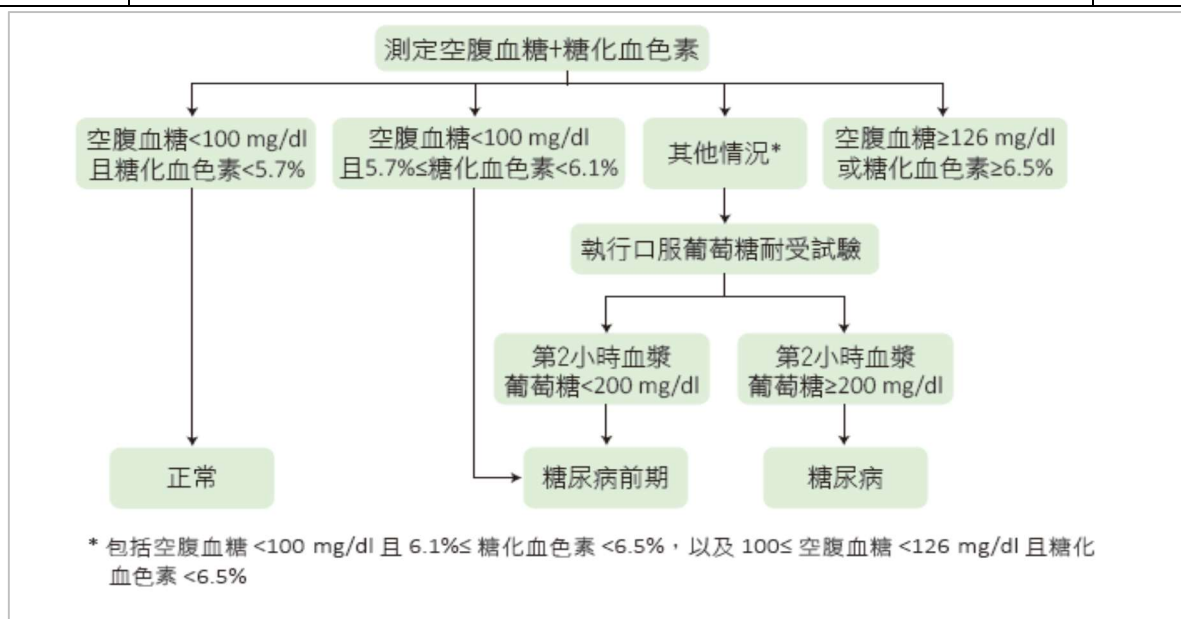 測定空腹血糖+糖化血色素
空腹血糖<100 mg/dl
且糖化血色素<5.7%
空腹血糖<100 mg/dl
且5.7%≤糖化血色素<6.1%
其他情況*
空腹血糖≥126 mg/dl
或糖化血色素≥6.5%
執行口服葡萄糖耐受試驗
第2小時血漿
葡萄糖<200 mg/dl
第2小時血漿
葡萄糖≥200 mg/dl
正常
糖尿病前期
糖尿病
* 包括空腹血糖 <100 mg/dl 且 6.1%≤ 糖化血色素 <6.5%，以及 100≤ 空腹血糖 <126 mg/dl 且糖化
血色素 <6.5%